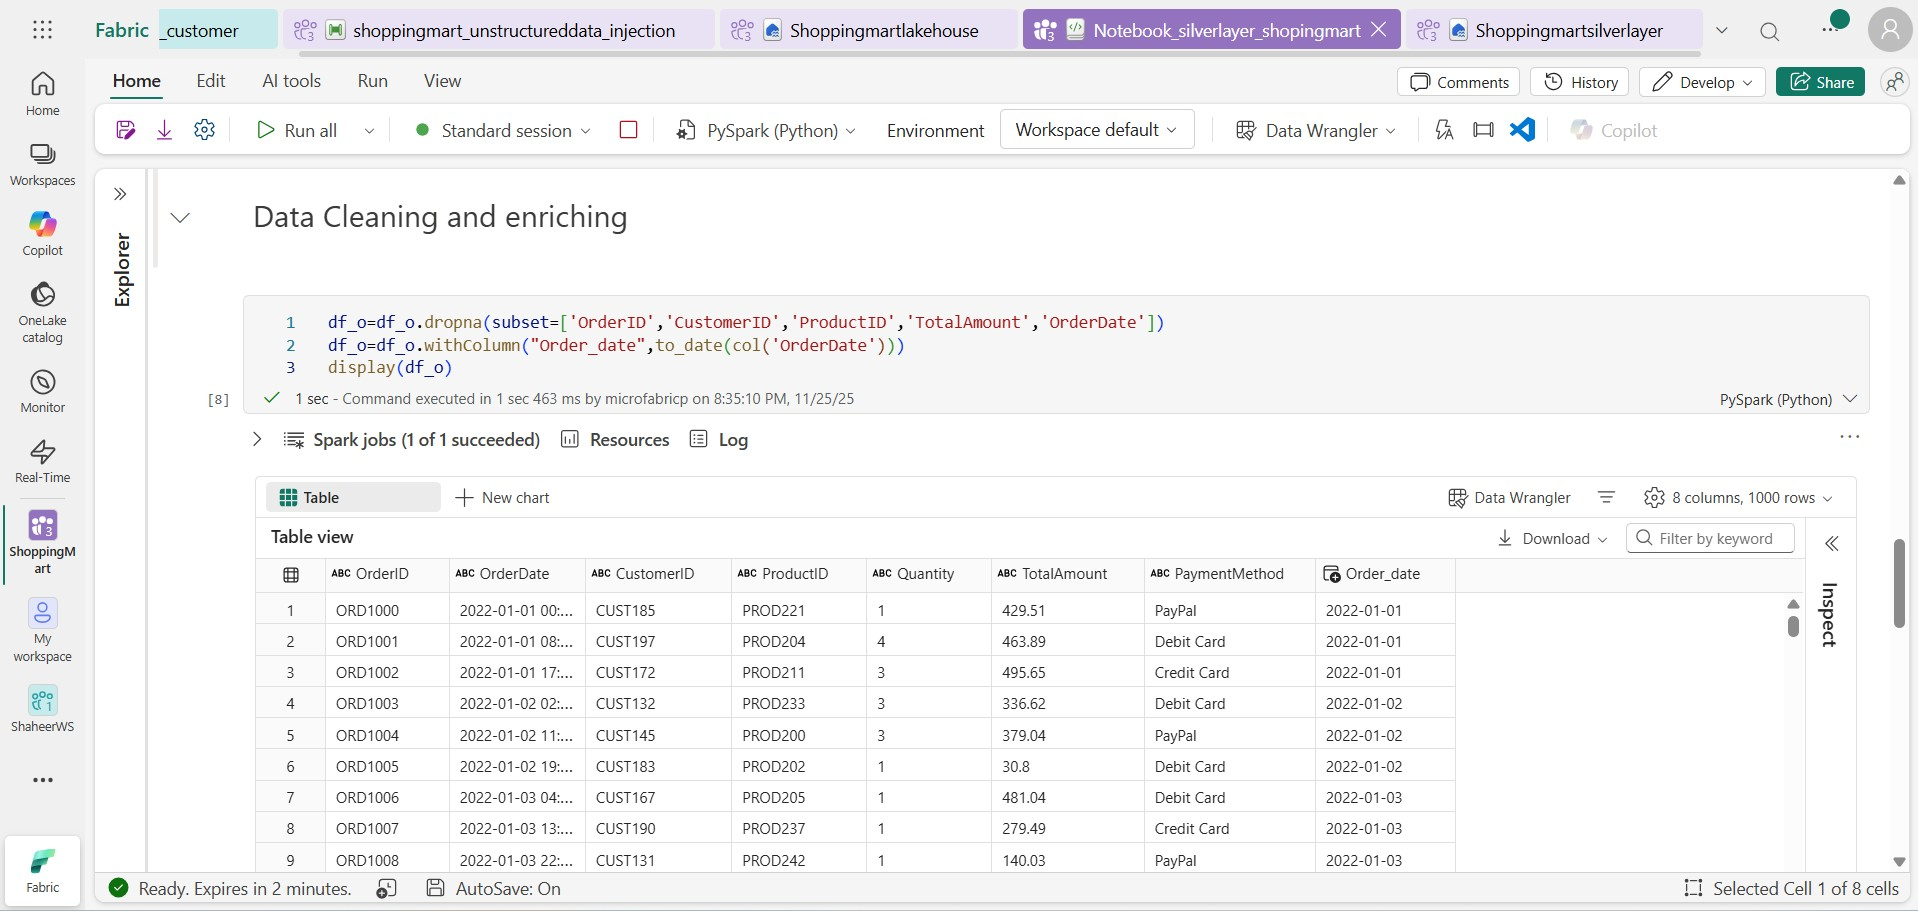 Fabric
_customer
shoppingmart_unstructureddata_injection
Shoppingmartlakehouse
Notebook_silverlayer_shopingmart
Shoppingmartsilverlayer
Home Edit AI tools Run View
Comments History Develop Share
Run all Standard session PySpark (Python) Environment Workspace default Data Wrangler Copilot
Home
Workspaces
Copilot
OneLake
catalog
Monitor
Real-Time
ShoppingM
art
My
workspace
ShaheerWS
Fabric
Explorer
Data Cleaning and enriching
1 df_o=df_o.dropna(subset=['OrderID','CustomerID','ProductID','TotalAmount','OrderDate'])
2 df_o=df_o.withColumn("Order_date",to_date(col('OrderDate')))
3 display(df_o)
[8] 1 sec - Command executed in 1 sec 463 ms by microfabricp on 8:35:10 PM, 11/25/25 PySpark (Python)
Spark jobs (1 of 1 succeeded) Resources Log
Table New chart Data Wrangler 8 columns, 1000 rows
Table view Download Filter by keyword
Inspect
ABC OrderID ABC OrderDate ABC CustomerID ABC ProductID ABC Quantity ABC TotalAmount ABC PaymentMethod Order_date
1 ORD1000 2022-01-01 00:... CUST185 PROD221 1 429.51 PayPal 2022-01-01
2 ORD1001 2022-01-01 08:... CUST197 PROD204 4 463.89 Debit Card 2022-01-01
3 ORD1002 2022-01-01 17:... CUST172 PROD211 3 495.65 Credit Card 2022-01-01
4 ORD1003 2022-01-02 02:... CUST132 PROD233 3 336.62 Debit Card 2022-01-02
5 ORD1004 2022-01-02 11:... CUST145 PROD200 3 379.04 PayPal 2022-01-02
6 ORD1005 2022-01-02 19:... CUST183 PROD202 1 30.8 Debit Card 2022-01-02
7 ORD1006 2022-01-03 04:... CUST167 PROD205 1 481.04 Debit Card 2022-01-03
8 ORD1007 2022-01-03 13:... CUST190 PROD237 1 279.49 Credit Card 2022-01-03
9 ORD1008 2022-01-03 22:... CUST131 PROD242 1 140.03 PayPal 2022-01-03
Ready. Expires in 2 minutes. AutoSave: On Selected Cell 1 of 8 cells